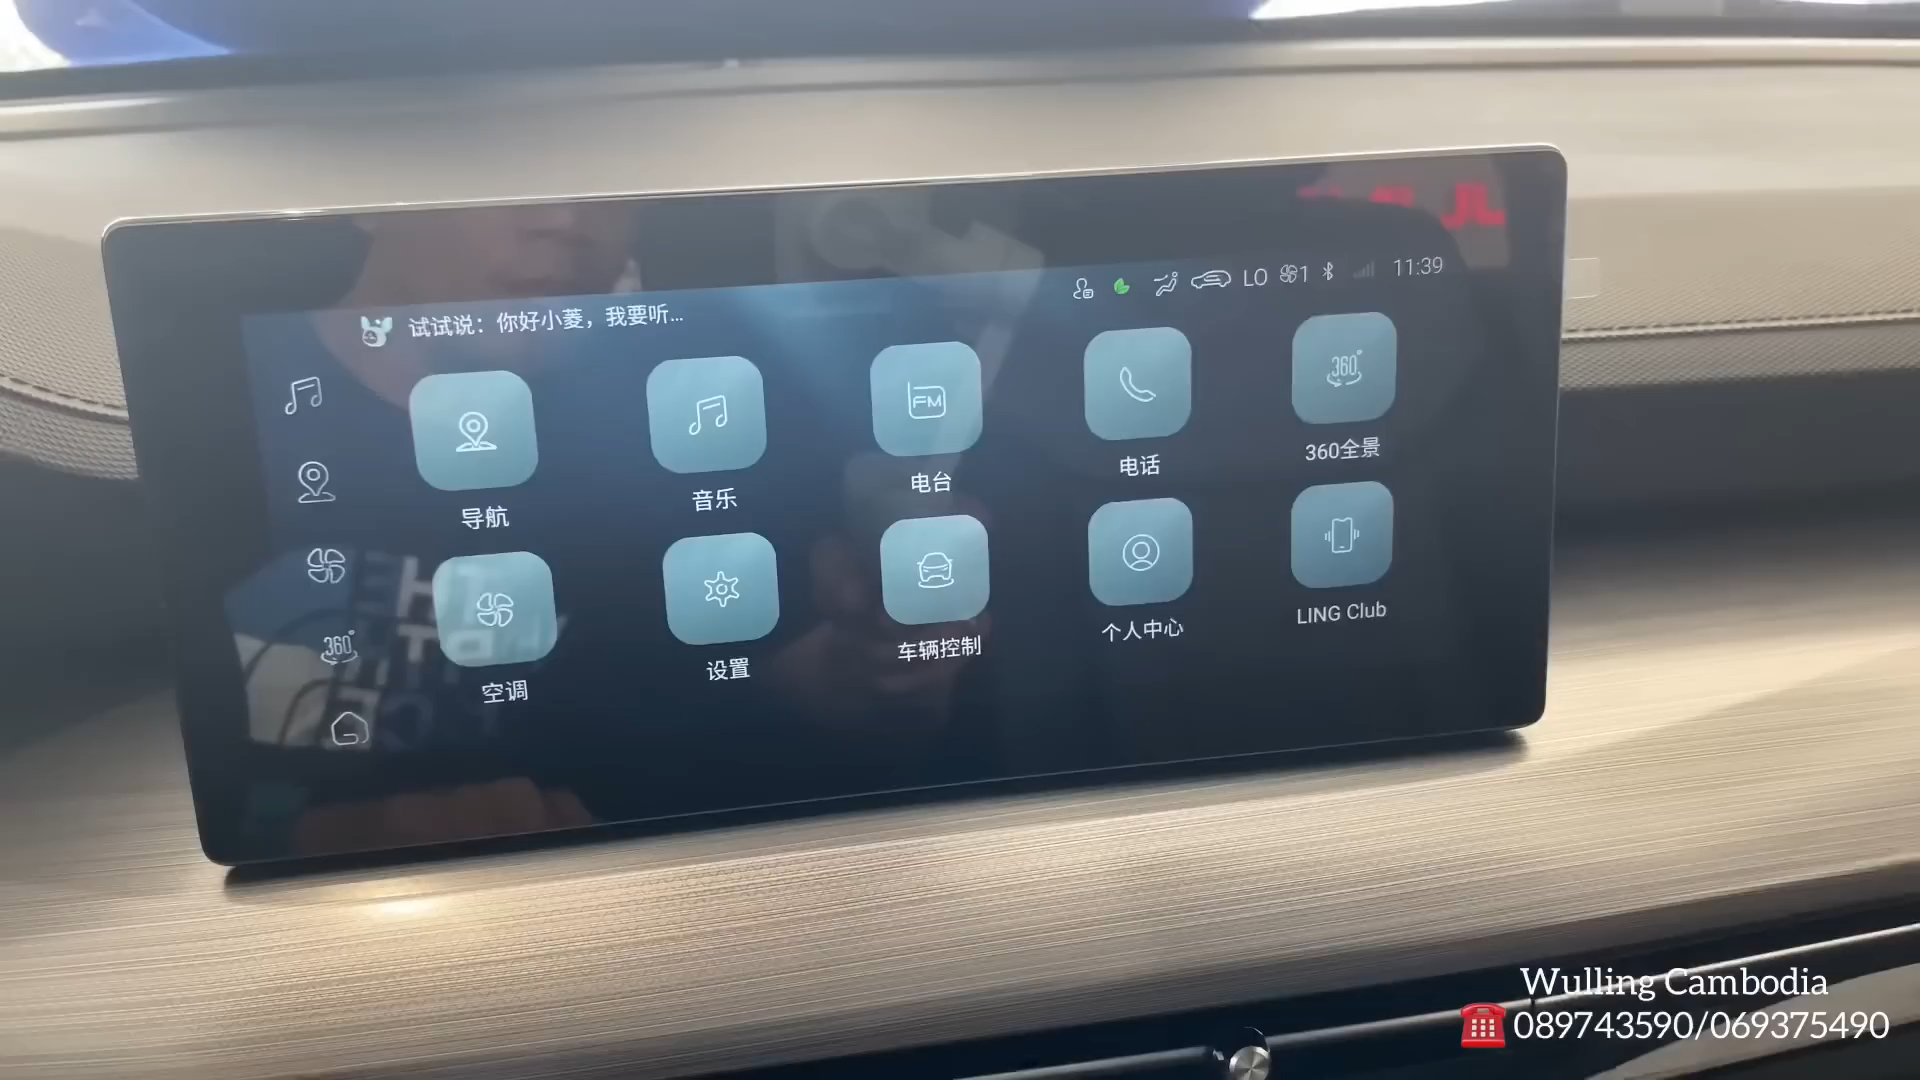 试试说：你好小菱，我要听...
LO 1 11:39
导航 音乐 电台 电话 360全景
空调 设置 车辆控制 个人中心 LING Club
360°
360°
FM
Wulling Cambodia
089743590/069375490